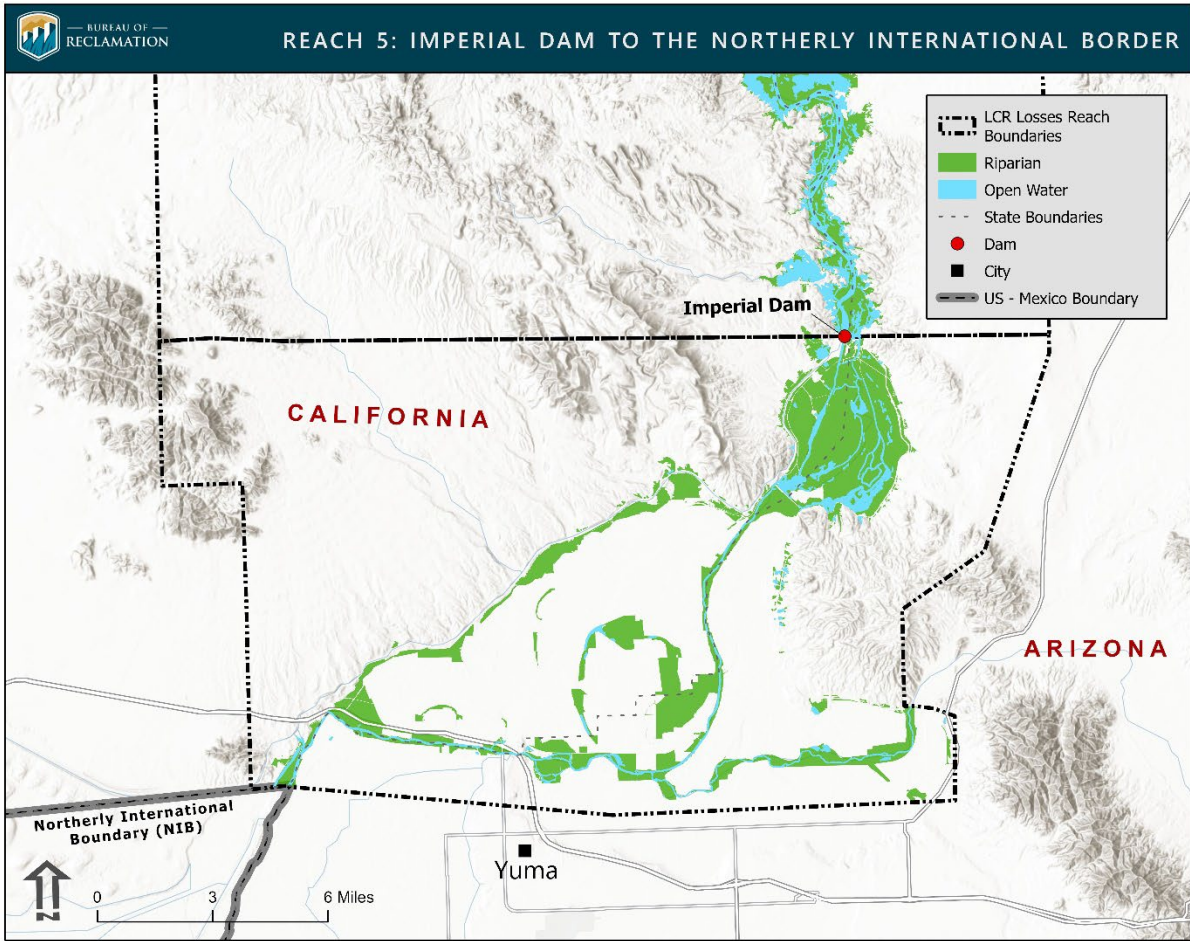 BUREAU OF
RECLAMATION
REACH 5: IMPERIAL DAM TO THE NORTHERLY INTERNATIONAL BORDER
LCR Losses Reach
Boundaries
Riparian
Open Water
State Boundaries
Dam
City
US - Mexico Boundary
Imperial Dam
CALIFORNIA
ARIZONA
Northerly International
Boundary (NIB)
Yuma
N
0 3 6 Miles